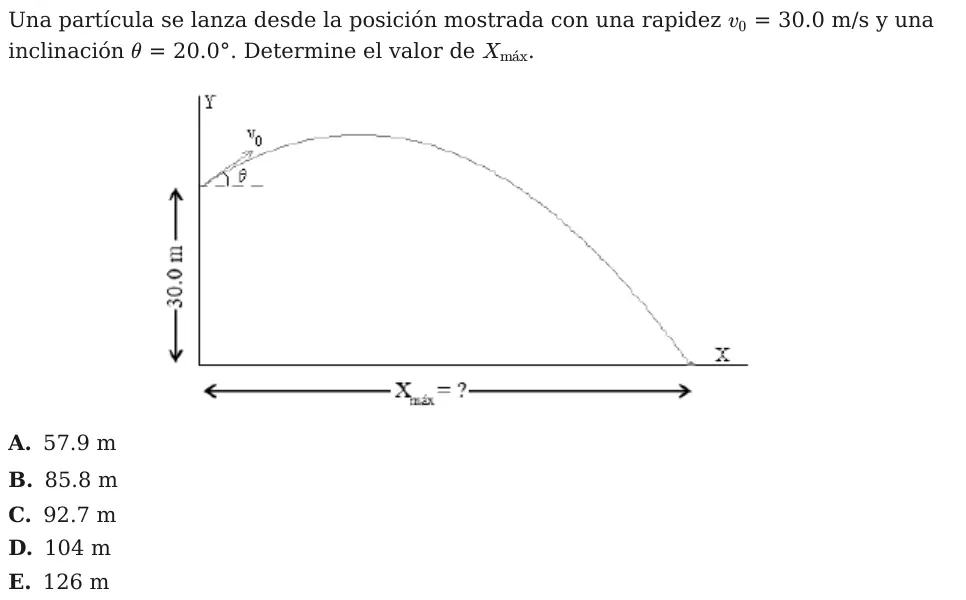 Una partícula se lanza desde la posición mostrada con una rapidez v₀ = 30.0 m/s y una
inclinación θ = 20.0°. Determine el valor de Xₘáₓ.
Y
v₀
θ
30.0 m
X
Xₘáₓ = ?
A. 57.9 m
B. 85.8 m
C. 92.7 m
D. 104 m
E. 126 m